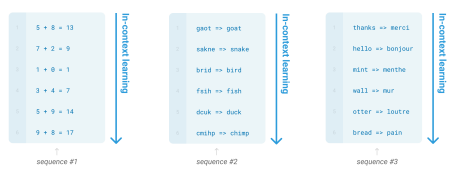 5 + 8 = 13
7 + 2 = 9
1 + 0 = 1
3 + 4 = 7
5 + 9 = 14
9 + 8 = 17
In-context learning
sequence #1
gaot => goat
sakne => snake
brid => bird
fsih => fish
dcuk => duck
cmihp => chimp
In-context learning
sequence #2
thanks => merci
hello => bonjour
mint => menthe
wall => mur
otter => loutre
bread => pain
In-context learning
sequence #3